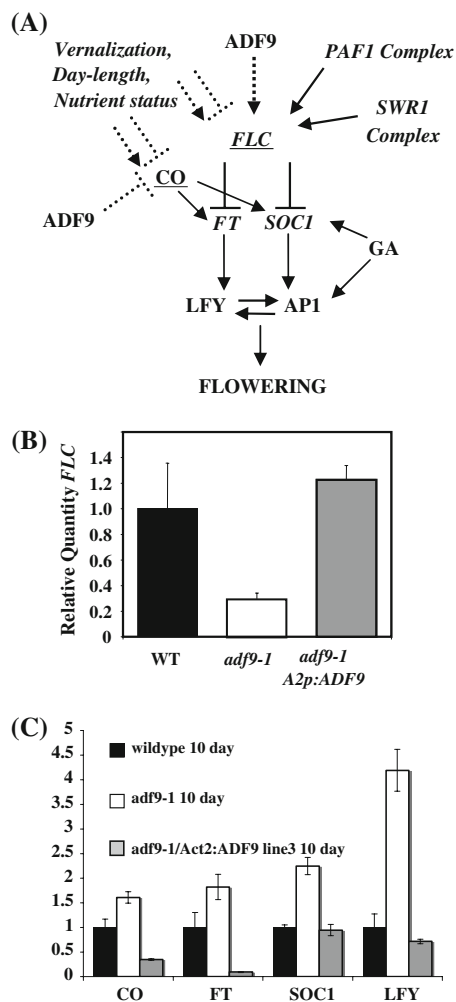 (A)
Vernalization,
Day-length,
Nutrient status
ADF9
PAF1 Complex
SWR1
Complex
FLC
CO
ADF9
FT
SOC1
GA
LFY
AP1
FLOWERING
(B)
Relative Quantity FLC
1.4
1.2
1.0
0.8
0.6
0.4
0.2
0
WT
adf9-1
adf9-1
A2p:ADF9
(C)
5
4.5
4
3.5
3
2.5
2
1.5
1
0.5
0
wildype 10 day
adf9-1 10 day
adf9-1/Act2:ADF9 line3 10 day
CO
FT
SOC1
LFY